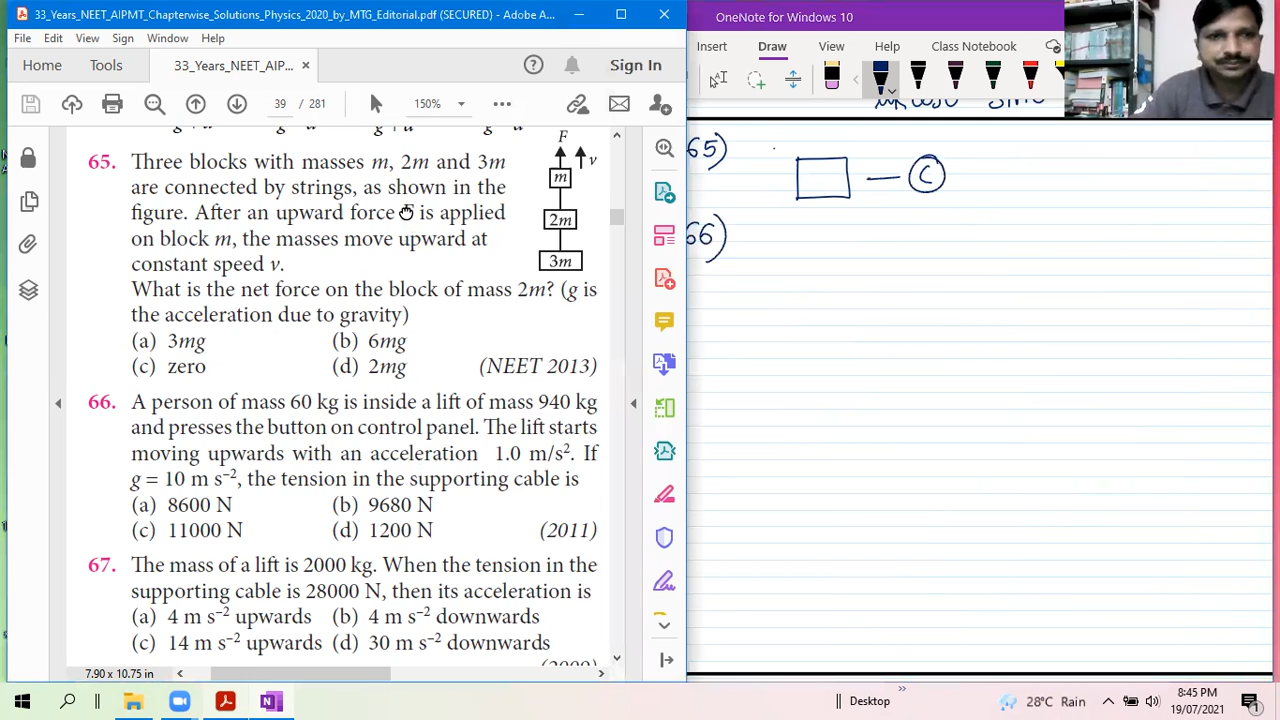 33_Years_NEET_AIPMT_Chapterwise_Solutions_Physics_2020_by_MTG_Editorial.pdf (SECURED) - Adobe A...
OneNote for Windows 10
File Edit View Sign Window Help
Insert Draw View Help Class Notebook
Home Tools 33_Years_NEET_AIP... Sign In
39 / 281 150%
65. Three blocks with masses m, 2m and 3m
are connected by strings, as shown in the
figure. After an upward force is applied
on block m, the masses move upward at
constant speed v.
F
v
m
2m
3m
What is the net force on the block of mass 2m? (g is
the acceleration due to gravity)
(a) 3mg (b) 6mg
(c) zero (d) 2mg (NEET 2013)
66. A person of mass 60 kg is inside a lift of mass 940 kg
and presses the button on control panel. The lift starts
moving upwards with an acceleration 1.0 m/s². If
g = 10 m s⁻², the tension in the supporting cable is
(a) 8600 N (b) 9680 N
(c) 11000 N (d) 1200 N (2011)
67. The mass of a lift is 2000 kg. When the tension in the
supporting cable is 28000 N, then its acceleration is
(a) 4 m s⁻² upwards (b) 4 m s⁻² downwards
(c) 14 m s⁻² upwards (d) 30 m s⁻² downwards
7.90 x 10.75 in
65) — C
66)
Desktop
28°C Rain
8:45 PM
19/07/2021